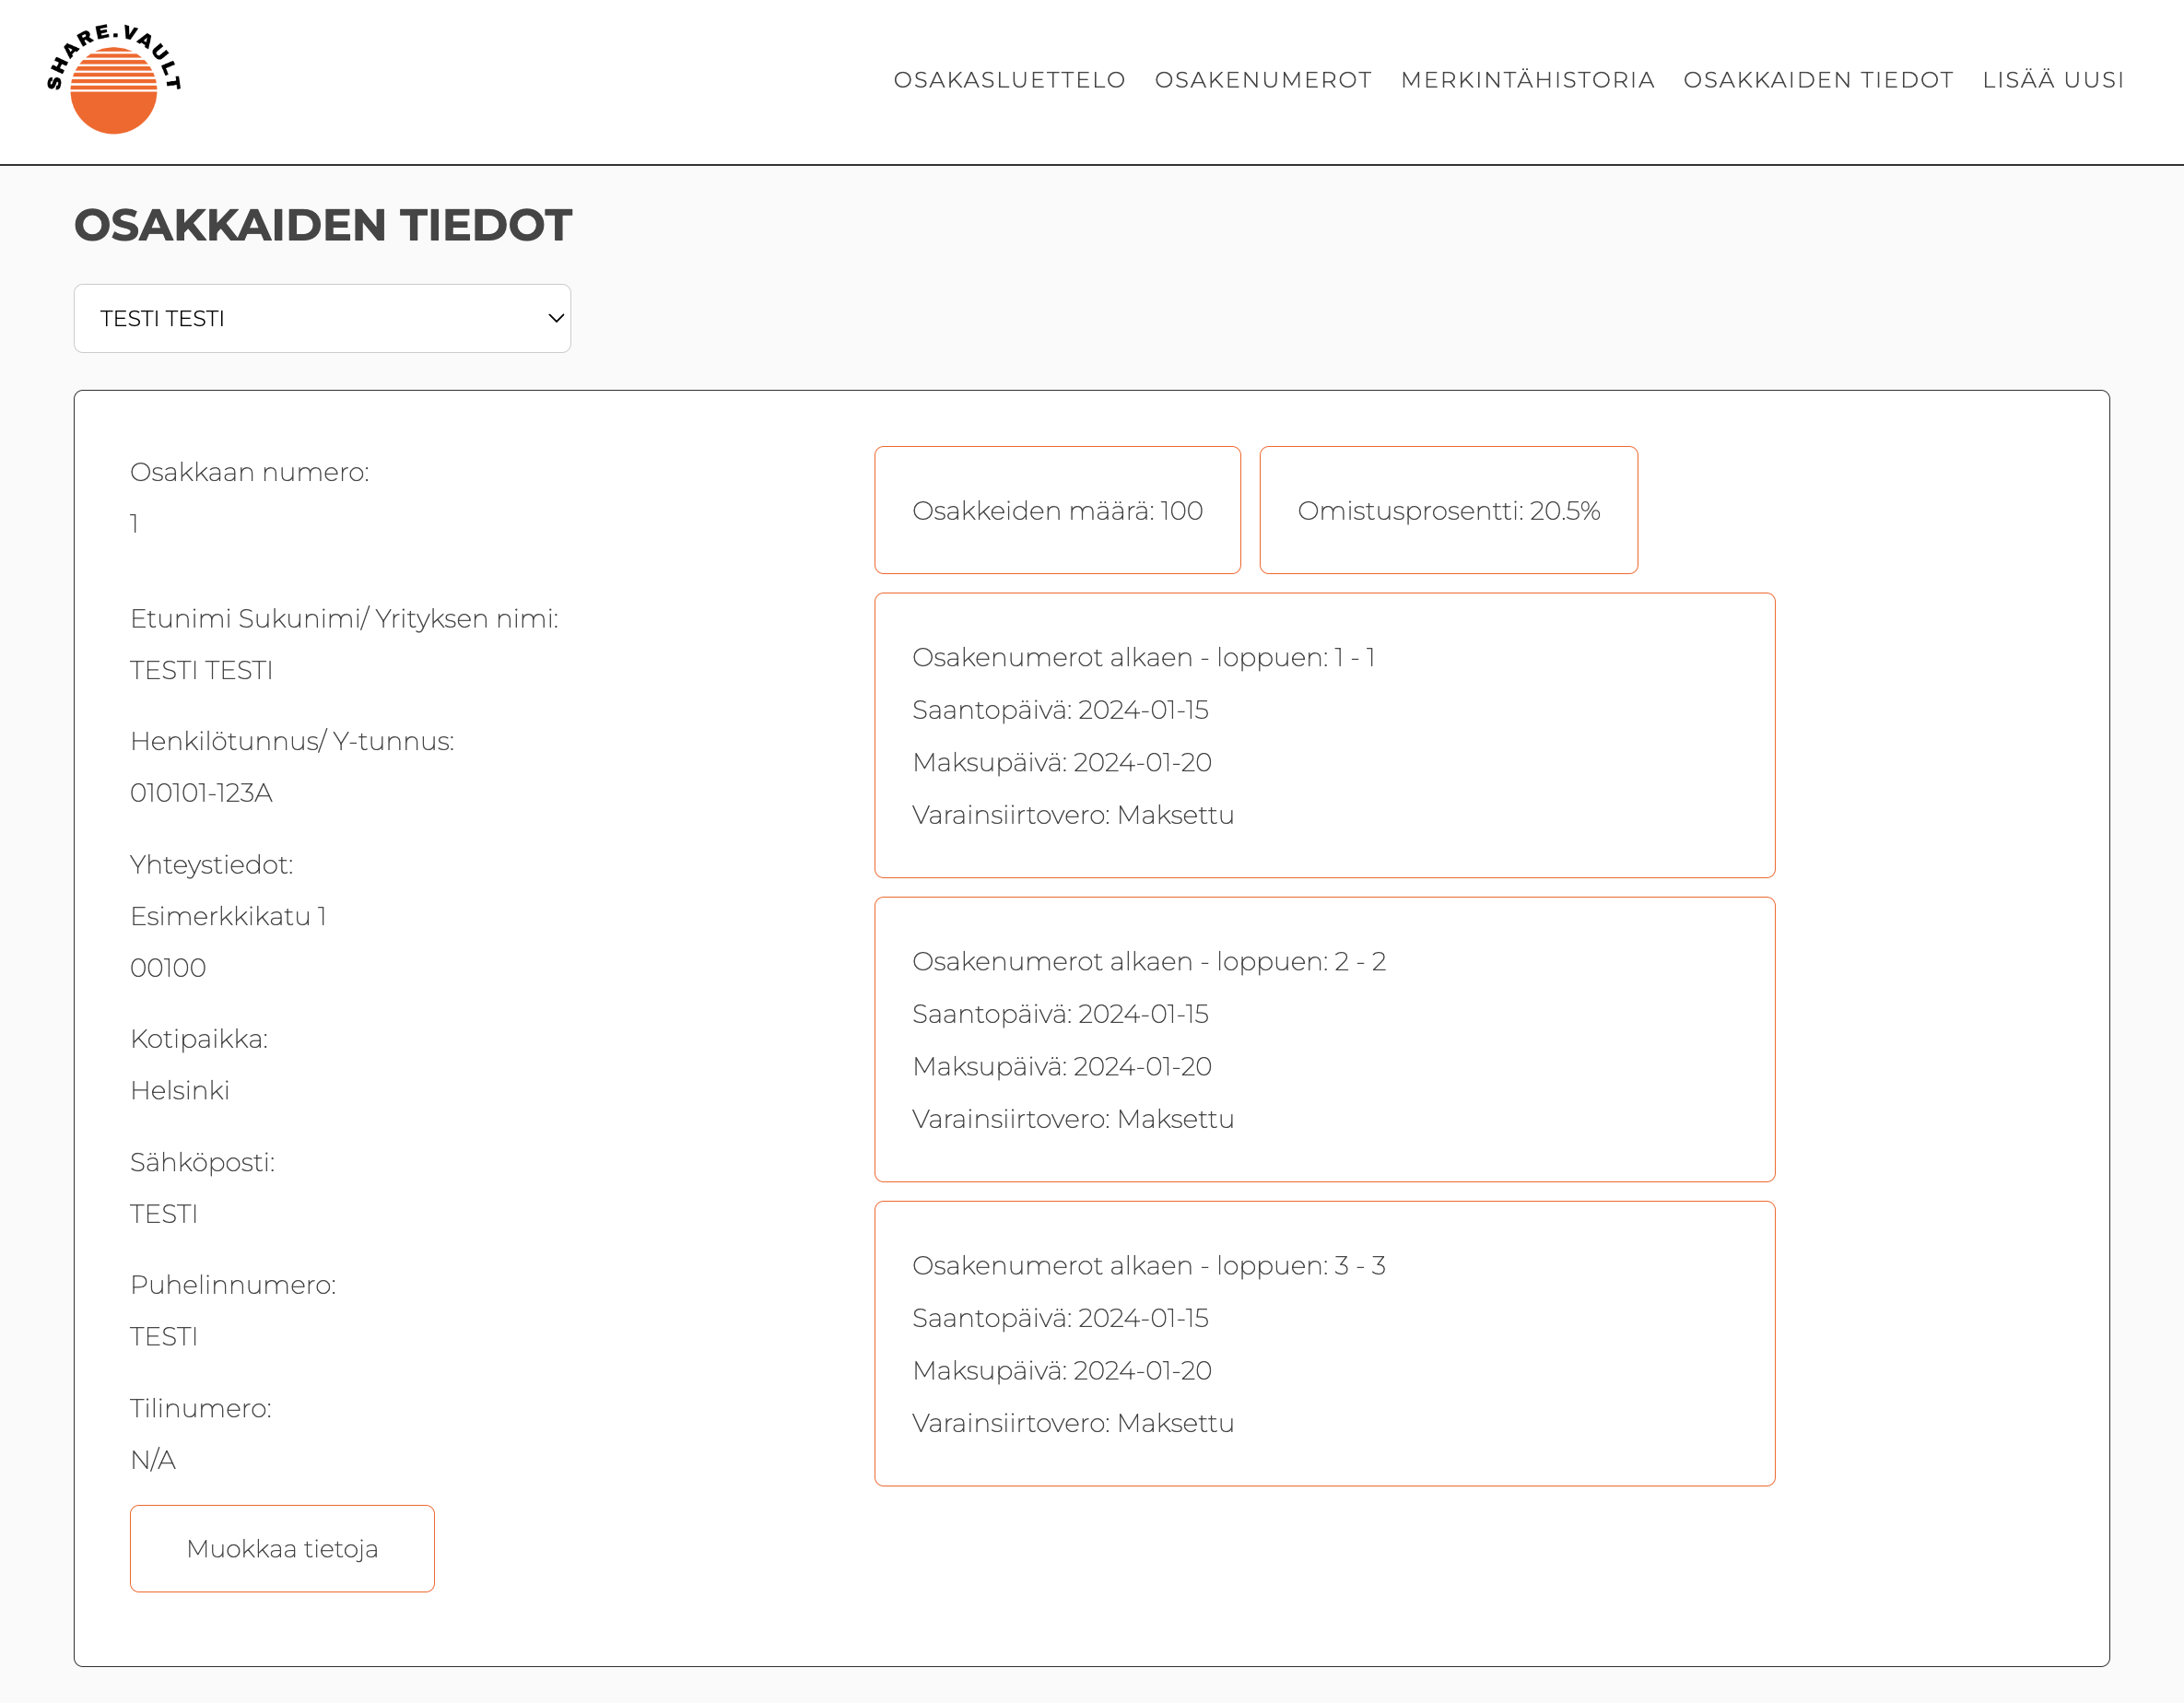 SHARE.VAULT
OSAKASLUETTELO OSAKENUMEROT MERKINTÄHISTORIA OSAKKAIDEN TIEDOT LISÄÄ UUSI
OSAKKAIDEN TIEDOT
TESTI TESTI
Osakkaan numero:
1
Etunimi Sukunimi/ Yrityksen nimi:
TESTI TESTI
Henkilötunnus/ Y-tunnus:
010101-123A
Yhteystiedot:
Esimerkkikatu 1
00100
Kotipaikka:
Helsinki
Sähköposti:
TESTI
Puhelinnumero:
TESTI
Tilinumero:
N/A
Muokkaa tietoja
Osakkeiden määrä: 100
Omistusprosentti: 20.5%
Osakenumerot alkaen - loppuen: 1 - 1
Saantopäivä: 2024-01-15
Maksupäivä: 2024-01-20
Varainsiirtovero: Maksettu
Osakenumerot alkaen - loppuen: 2 - 2
Saantopäivä: 2024-01-15
Maksupäivä: 2024-01-20
Varainsiirtovero: Maksettu
Osakenumerot alkaen - loppuen: 3 - 3
Saantopäivä: 2024-01-15
Maksupäivä: 2024-01-20
Varainsiirtovero: Maksettu